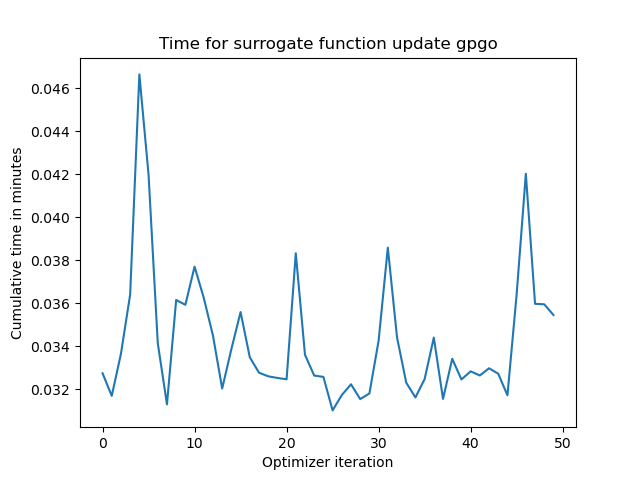 Time for surrogate function update gpgo
Cumulative time in minutes
0.046
0.044
0.042
0.040
0.038
0.036
0.034
0.032
0 10 20 30 40 50
Optimizer iteration